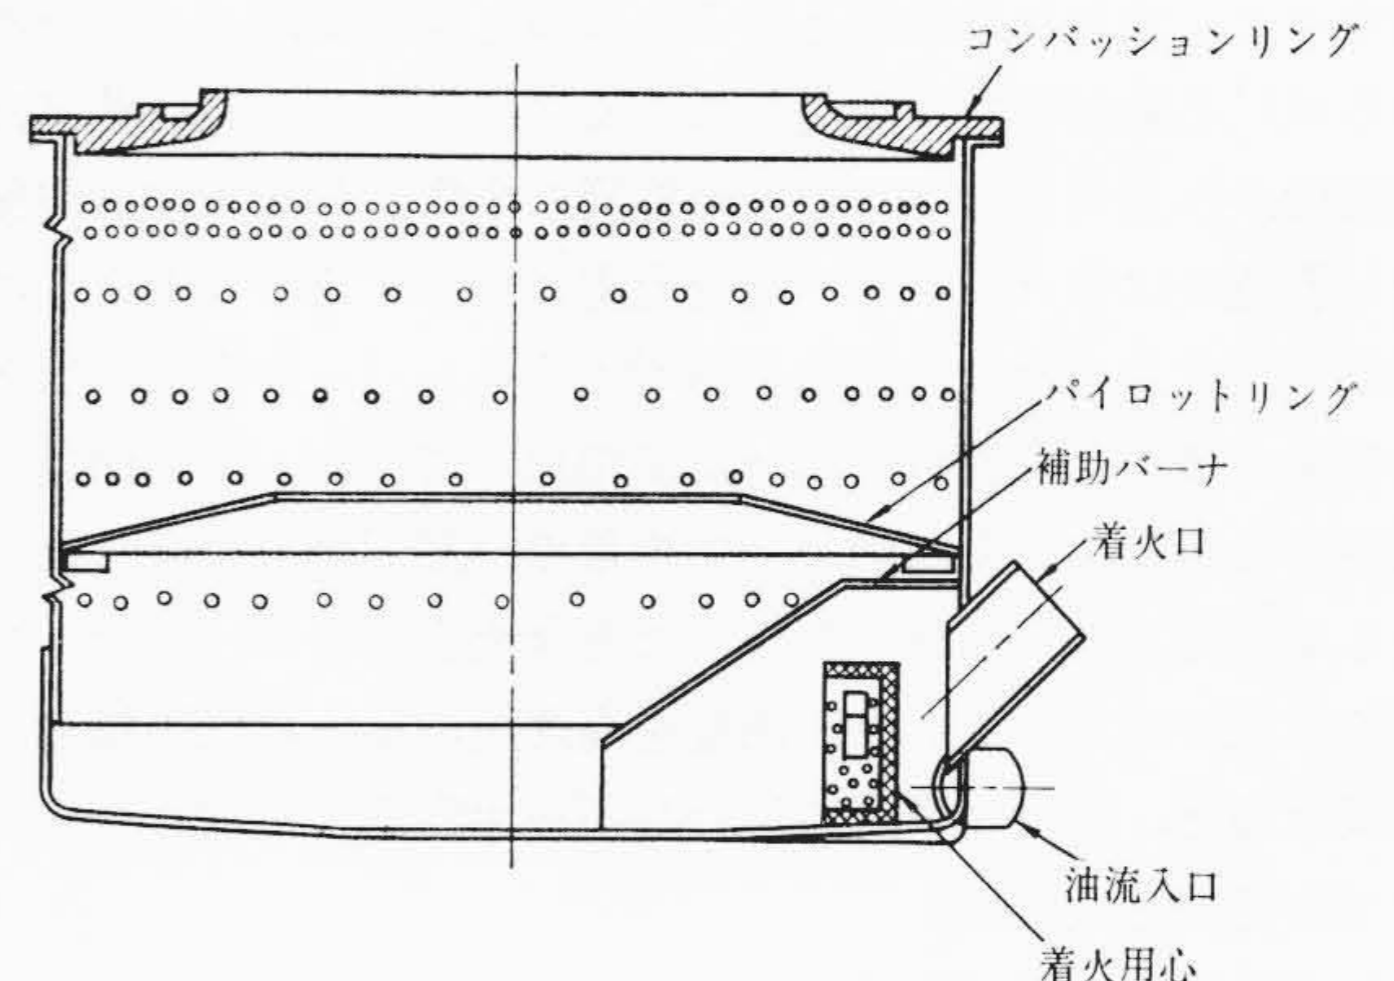 コンバッションリング
パイロットリング
補助バーナ
着火口
油流入口
着火用心